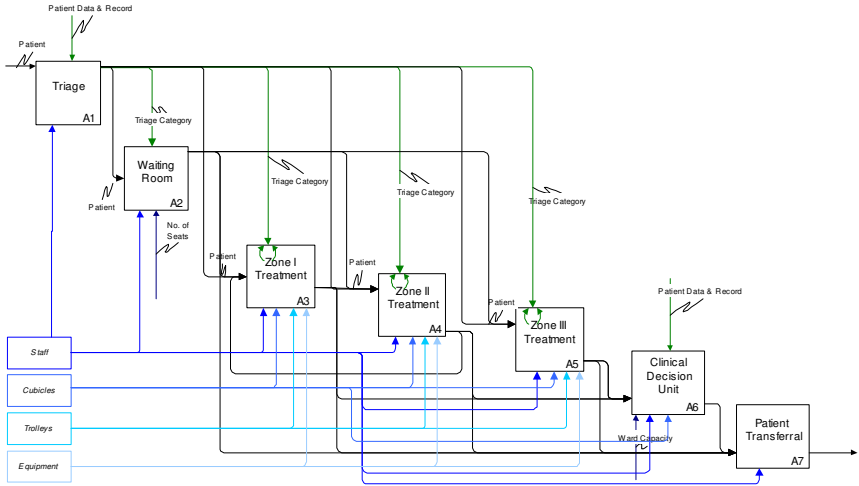 Patient Data & Record
Patient
Triage
A1
Triage Category
Waiting
Room
A2
Patient
No. of
Seats
Triage Category
Triage Category
Triage Category
Patient
Zone I
Treatment
A3
Patient
Zone II
Treatment
A4
Patient
Zone III
Treatment
A5
Patient Data & Record
Clinical
Decision
Unit
A6
Ward Capacity
Patient
Transferral
A7
Staff
Cubicles
Trolleys
Equipment